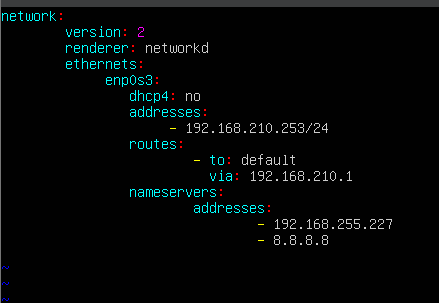 network:
        version: 2
        renderer: networkd
        ethernets:
             enp0s3:
                dhcp4: no
                addresses:
                     - 192.168.210.253/24
                routes:
                        - to: default
                          via: 192.168.210.1
                nameservers:
                        addresses:
                                - 192.168.255.227
                                - 8.8.8.8
~
~
~